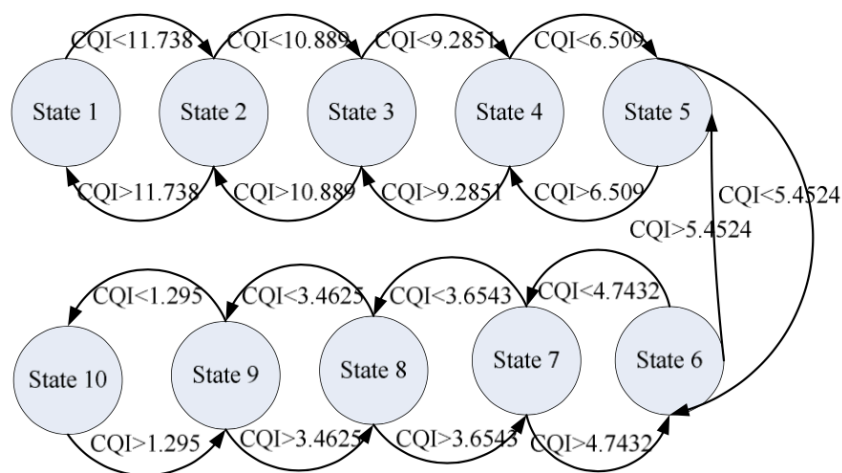 CQI<11.738 CQI<10.889 CQI<9.2851 CQI<6.509
State 1 State 2 State 3 State 4 State 5
CQI>11.738 CQI>10.889 CQI>9.2851 CQI>6.509
CQI<5.4524
CQI>5.4524
CQI<1.295 CQI<3.4625 CQI<3.6543 CQI<4.7432
State 10 State 9 State 8 State 7 State 6
CQI>1.295 CQI>3.4625 CQI>3.6543 CQI>4.7432